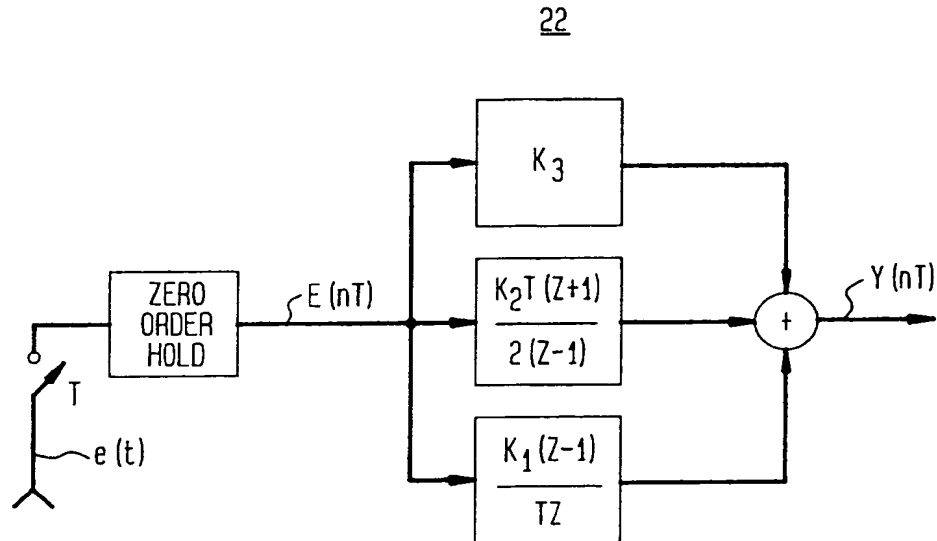 22
K3
ZERO
ORDER
HOLD
E (nT)
K2T (Z+1)
2 (Z-1)
+
Y (nT)
T
e (t)
K1 (Z-1)
TZ